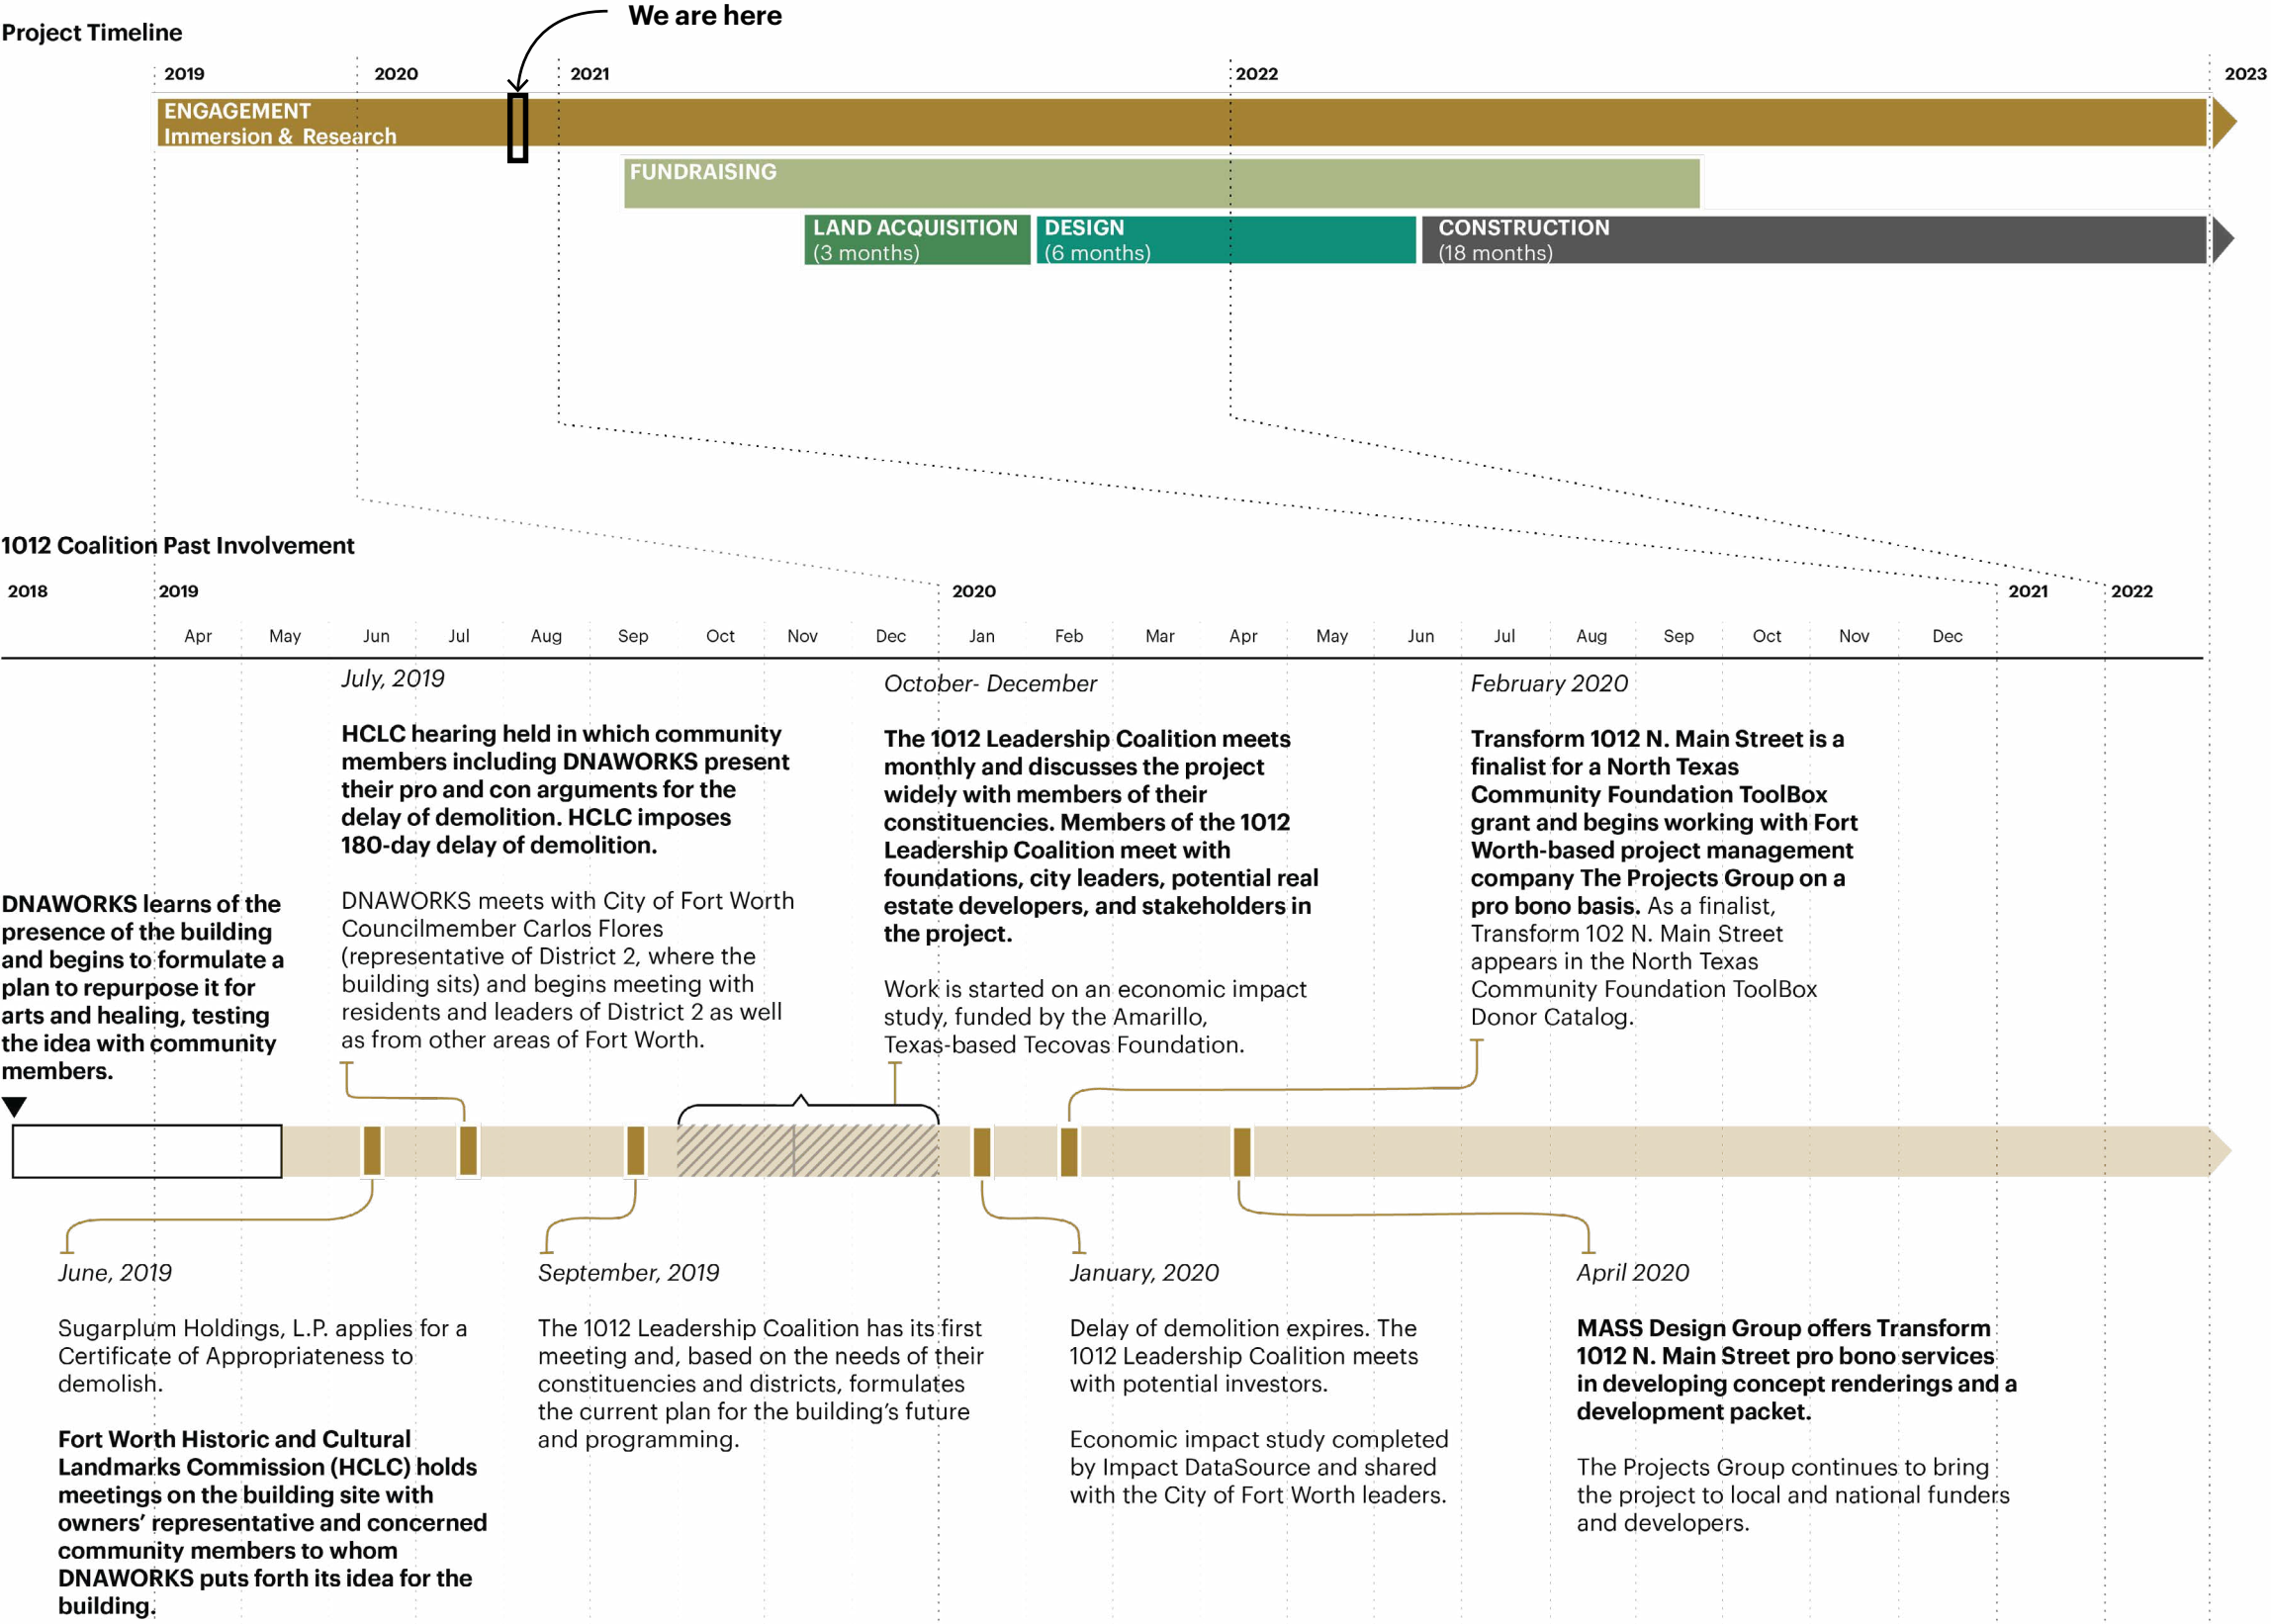 We are here
Project Timeline
2019 2020 2021 2022 2023
ENGAGEMENT
Immersion & Research
FUNDRAISING
LAND ACQUISITION
(3 months)
DESIGN
(6 months)
CONSTRUCTION
(18 months)
1012 Coalition Past Involvement
2018 2019 2020 2021 2022
Apr May Jun Jul Aug Sep Oct Nov Dec Jan Feb Mar Apr May Jun Jul Aug Sep Oct Nov Dec
DNAWORKS learns of the
presence of the building
and begins to formulate a
plan to repurpose it for
arts and healing, testing
the idea with community
members.
July, 2019
HCLC hearing held in which community
members including DNAWORKS present
their pro and con arguments for the
delay of demolition. HCLC imposes
180-day delay of demolition.
DNAWORKS meets with City of Fort Worth
Councilmember Carlos Flores
(representative of District 2, where the
building sits) and begins meeting with
residents and leaders of District 2 as well
as from other areas of Fort Worth.
October- December
The 1012 Leadership Coalition meets
monthly and discusses the project
widely with members of their
constituencies. Members of the 1012
Leadership Coalition meet with
foundations, city leaders, potential real
estate developers, and stakeholders in
the project.
Work is started on an economic impact
study, funded by the Amarillo,
Texas-based Tecovas Foundation.
February 2020
Transform 1012 N. Main Street is a
finalist for a North Texas
Community Foundation ToolBox
grant and begins working with Fort
Worth-based project management
company The Projects Group on a
pro bono basis. As a finalist,
Transform 102 N. Main Street
appears in the North Texas
Community Foundation ToolBox
Donor Catalog.
June, 2019
Sugarplum Holdings, L.P. applies for a
Certificate of Appropriateness to
demolish.
Fort Worth Historic and Cultural
Landmarks Commission (HCLC) holds
meetings on the building site with
owners' representative and concerned
community members to whom
DNAWORKS puts forth its idea for the
building.
September, 2019
The 1012 Leadership Coalition has its first
meeting and, based on the needs of their
constituencies and districts, formulates
the current plan for the building's future
and programming.
January, 2020
Delay of demolition expires. The
1012 Leadership Coalition meets
with potential investors.
Economic impact study completed
by Impact DataSource and shared
with the City of Fort Worth leaders.
April 2020
MASS Design Group offers Transform
1012 N. Main Street pro bono services
in developing concept renderings and a
development packet.
The Projects Group continues to bring
the project to local and national funders
and developers.